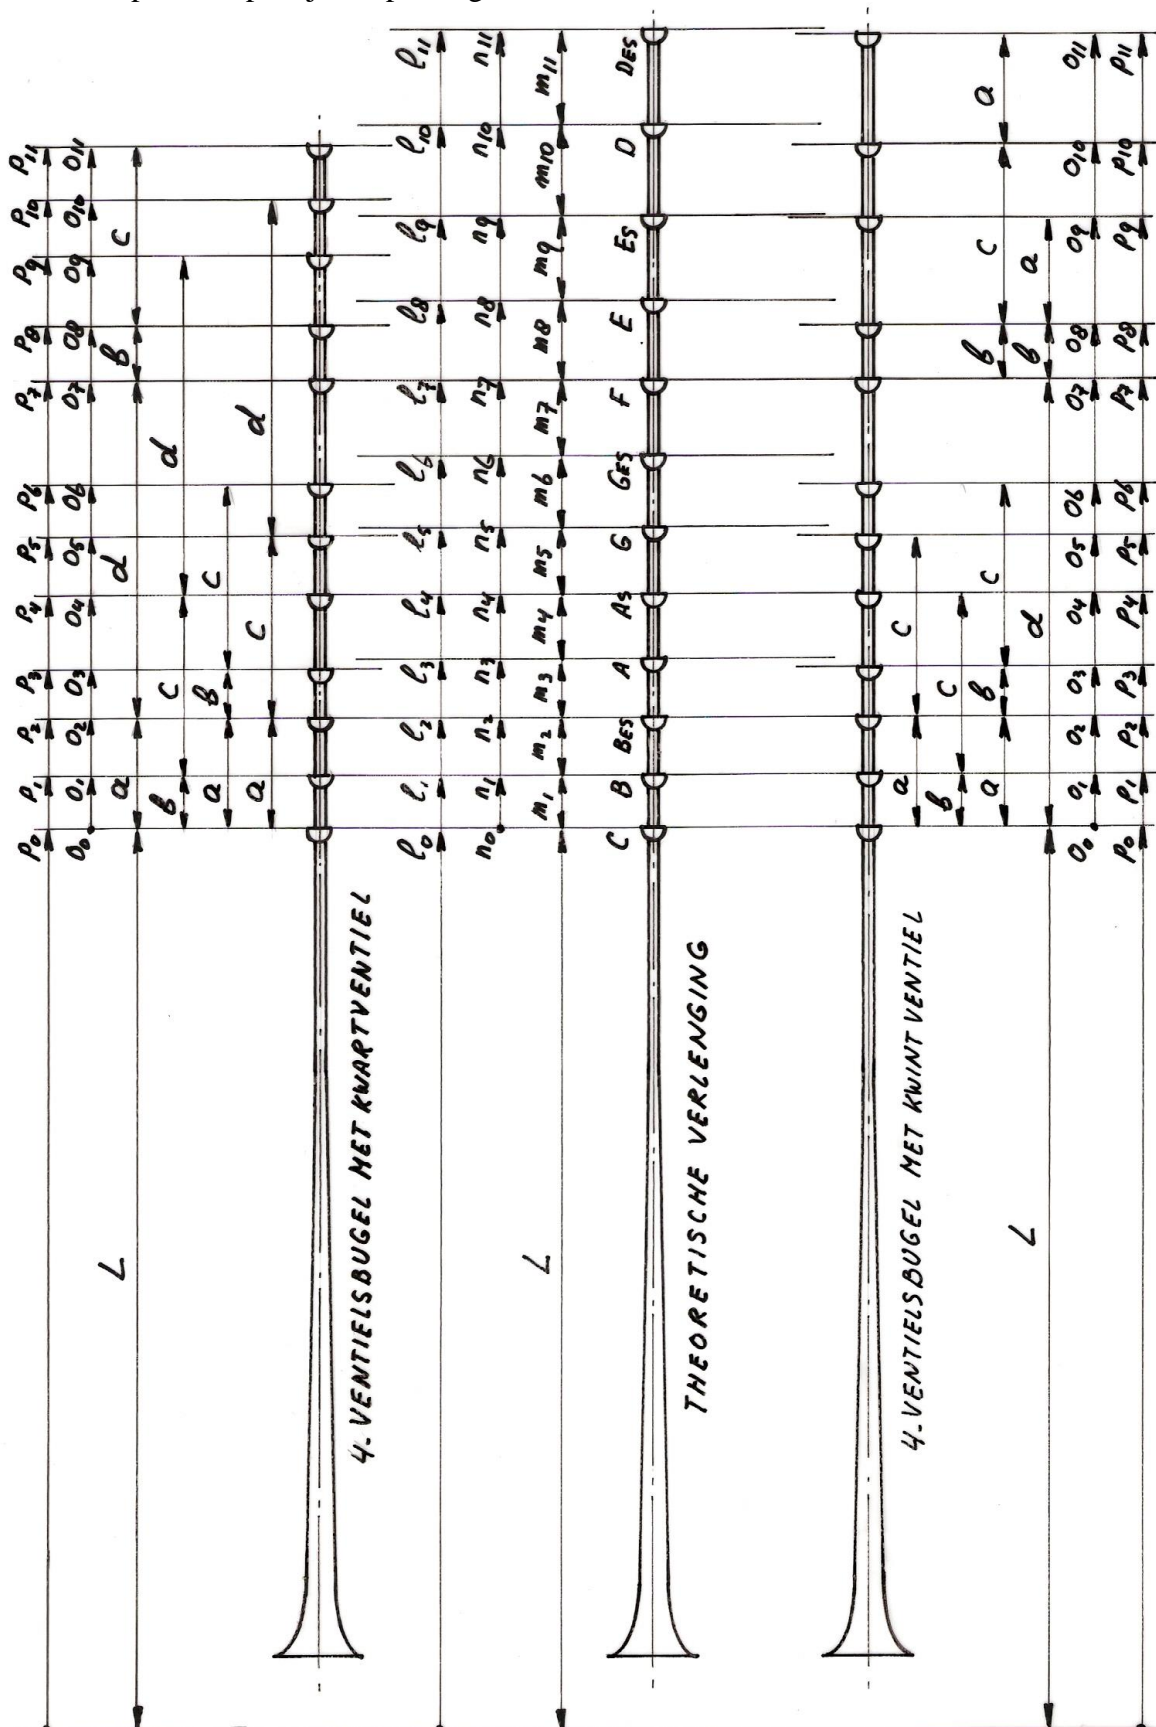 P0 P1 P2 P3 P4 P5 P6 P7 P8 P9 P10 P11
O0 O1 O2 O3 O4 O5 O6 O7 O8 O9 O10 O11
L a d b c
b c d
a b c
a c d
4-VENTIELSBUGEL MET KWARTVENTIEL
l0 l1 l2 l3 l4 l5 l6 l7 l8 l9 l10 l11
n0 n1 n2 n3 n4 n5 n6 n7 n8 n9 n10 n11
L m1 m2 m3 m4 m5 m6 m7 m8 m9 m10 m11
C B BES A AS G GES F E ES D DES
THEORETISCHE VERLENGING
4-VENTIELSBUGEL MET KWINTVENTIEL
a c
b c
a b c b c a
L d b a
O0 O1 O2 O3 O4 O5 O6 O7 O8 O9 O10 O11
P0 P1 P2 P3 P4 P5 P6 P7 P8 P9 P10 P11